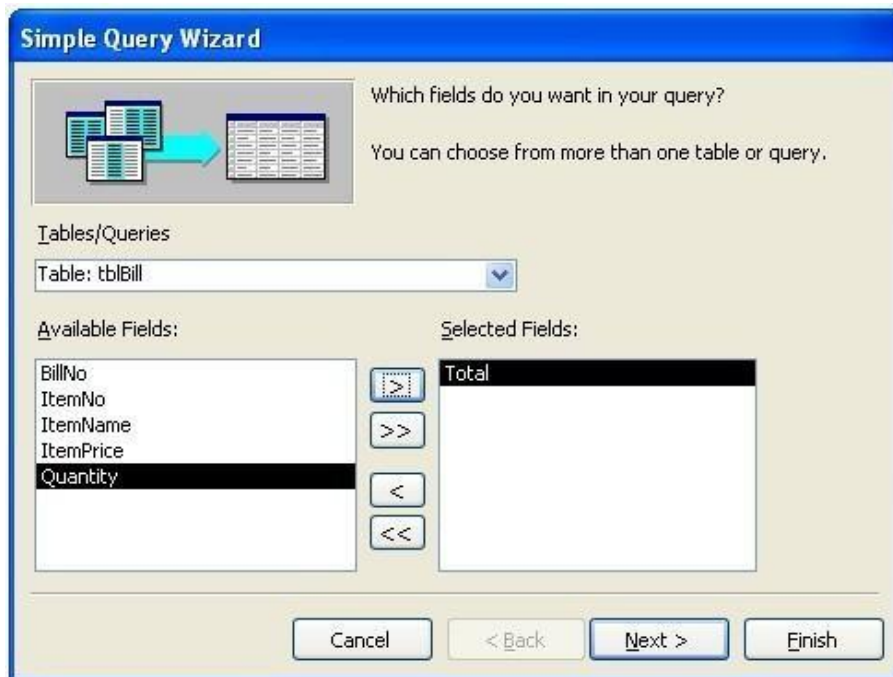 Simple Query Wizard
Which fields do you want in your query?
You can choose from more than one table or query.
Tables/Queries
Table: tblBill
Available Fields:
Selected Fields:
BillNo
ItemNo
ItemName
ItemPrice
Quantity
>
>>
<
<<
Total
Cancel
< Back
Next >
Finish